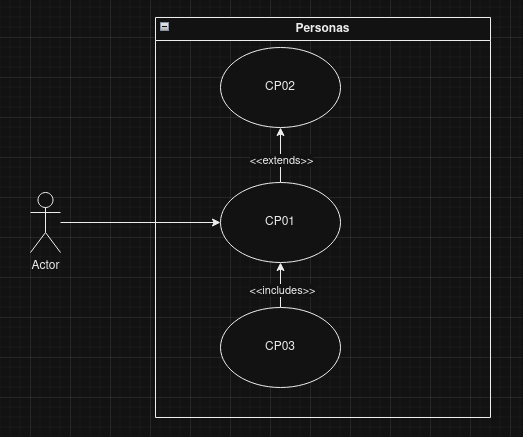 Personas
CP02
<<extends>>
CP01
Actor
<<includes>>
CP03